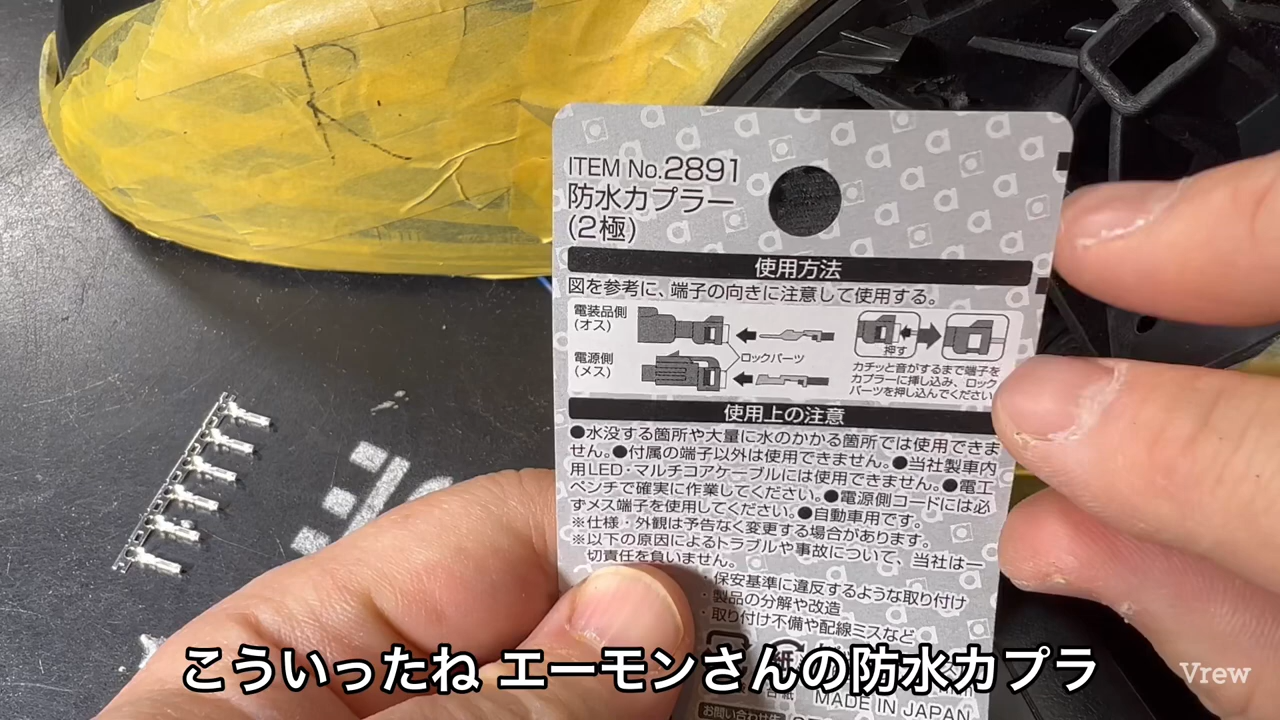 R
ITEM No.2891
防水カプラー
(2極)
使用方法
図を参考に、端子の向きに注意して使用する。
電装品側
(オス)
電源側
(メス)
ロックパーツ
押す
カチッと音がするまで端子を
カプラーに挿し込み、ロック
パーツを押し込んでください
使用上の注意
●水没する箇所や大量に水のかかる箇所では使用できま
せん。●付属の端子以外は使用できません。●当社製車内
用LED・マルチコアケーブルには使用できません。●電工
ペンチで確実に作業してください。●電源側コードには必
ずメス端子を使用してください。●自動車用です。
※仕様・外観は予告なく変更する場合があります。
※以下の原因によるトラブルや事故について、当社は一
切責任を負いません。
・保安基準に違反するような取り付け
・製品の分解や改造
・取り付け不備や配線ミスなど
MADE IN JAPAN
お問い合わせ先
こういったね エーモンさんの防水カプラ
Vrew